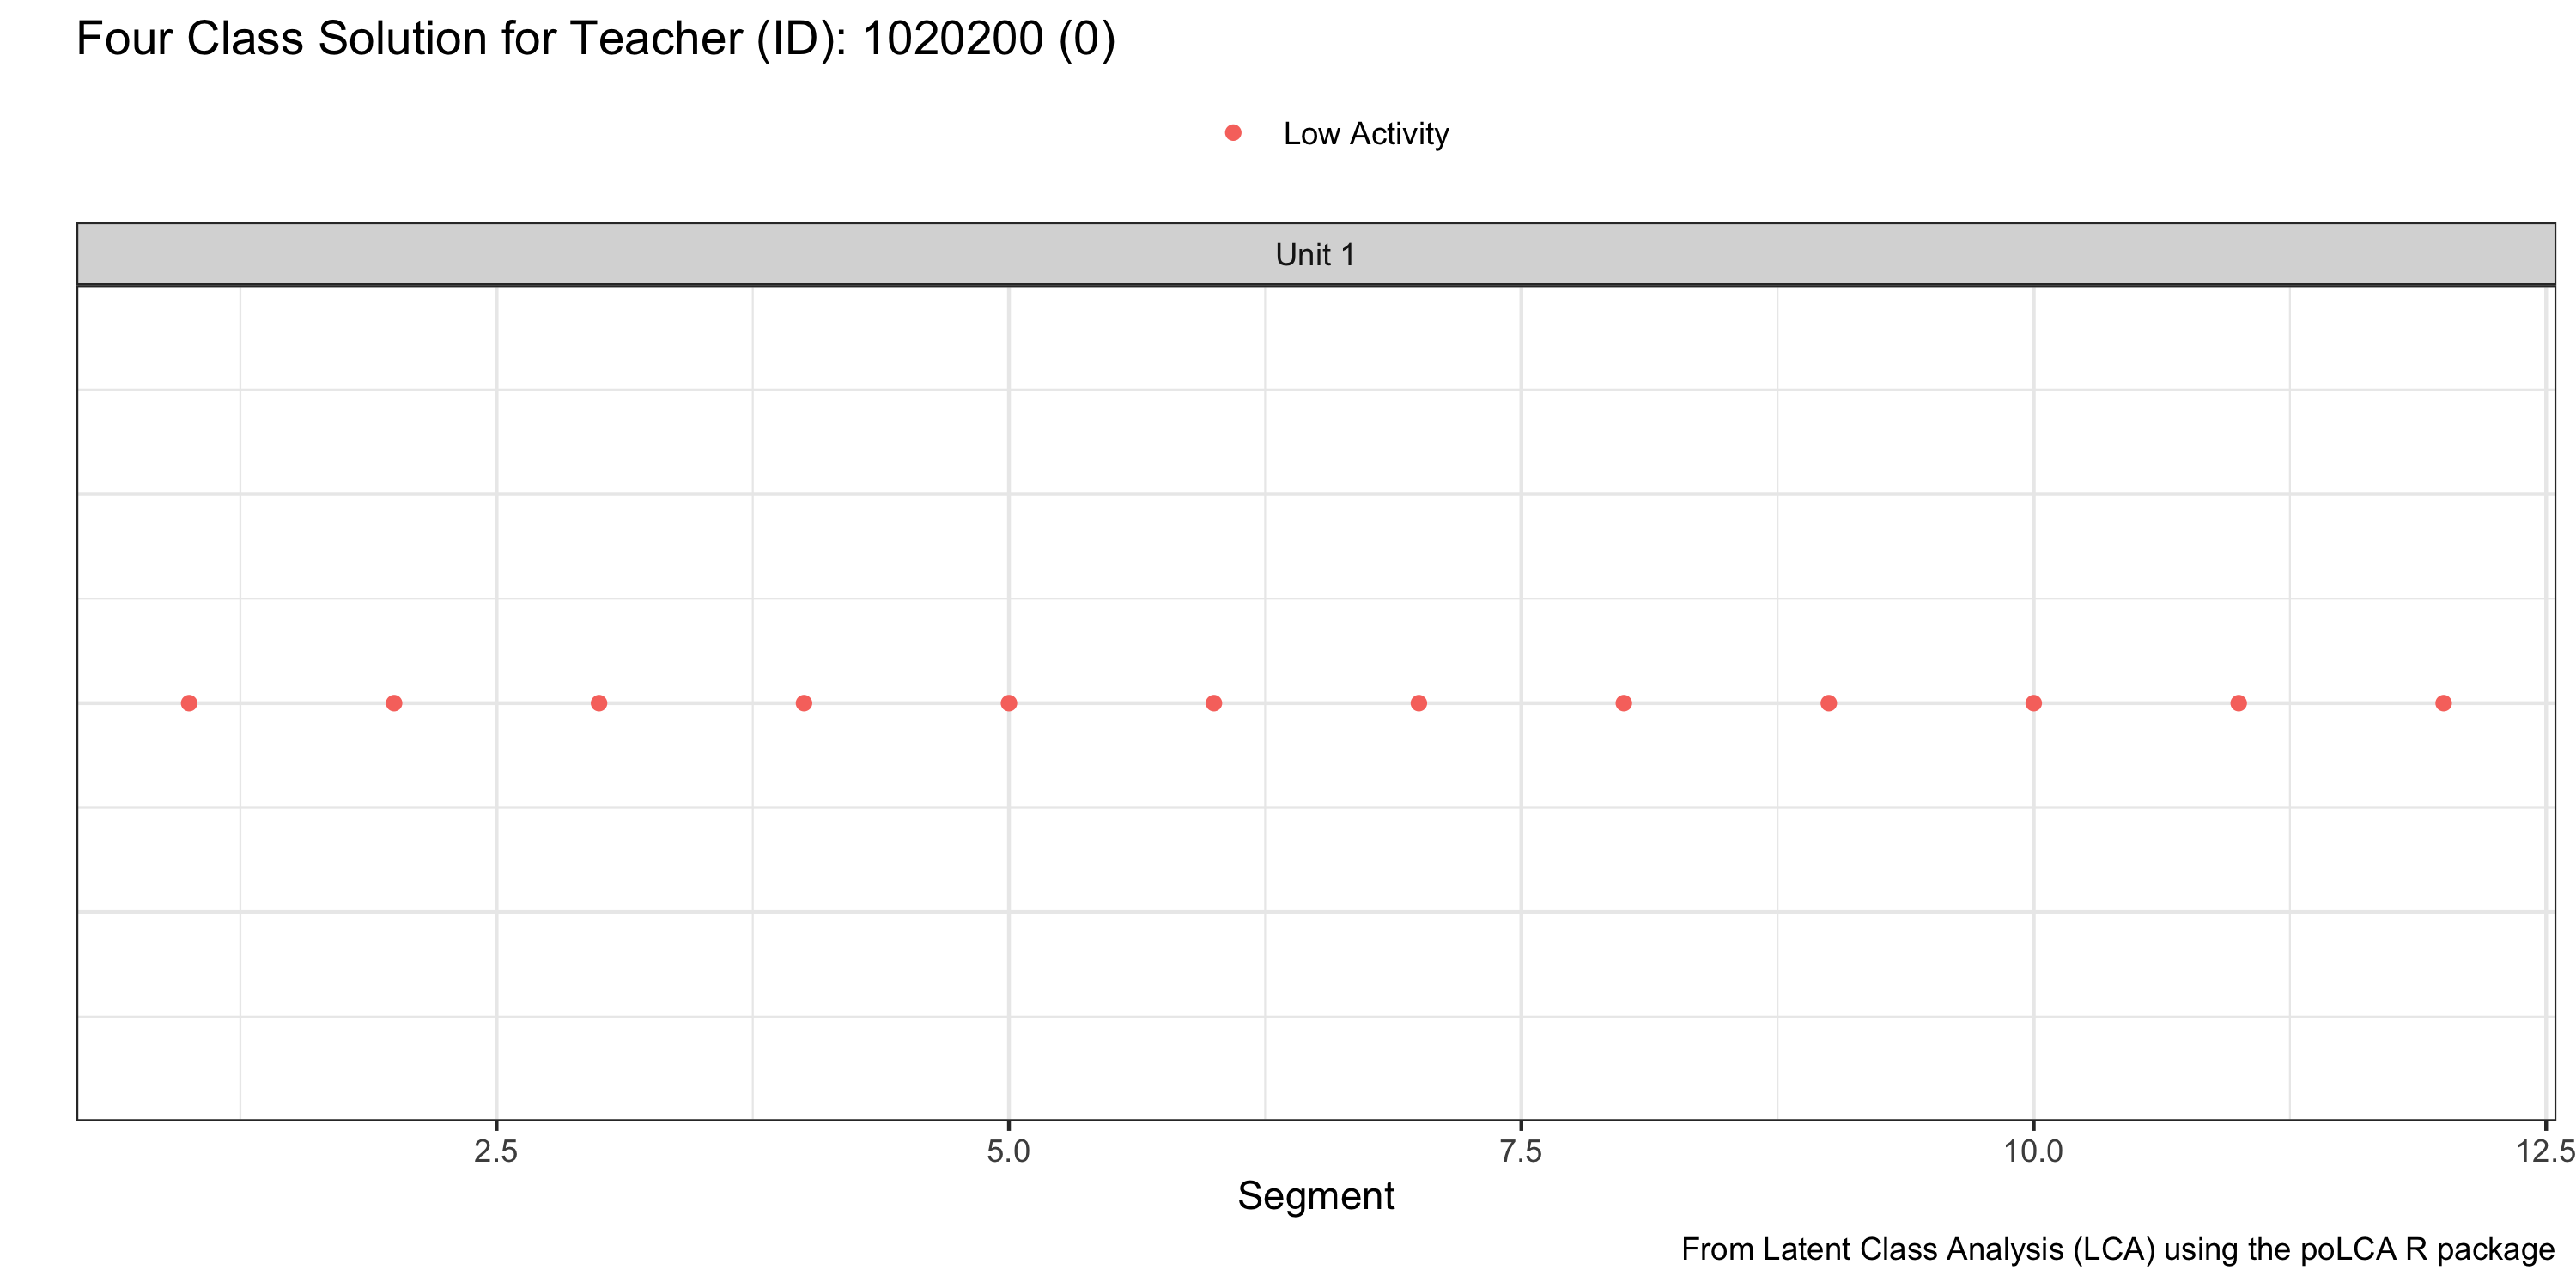 Four Class Solution for Teacher (ID): 1020200 (0)
Low Activity
Unit 1
2.5 5.0 7.5 10.0 12.5
Segment
From Latent Class Analysis (LCA) using the poLCA R package